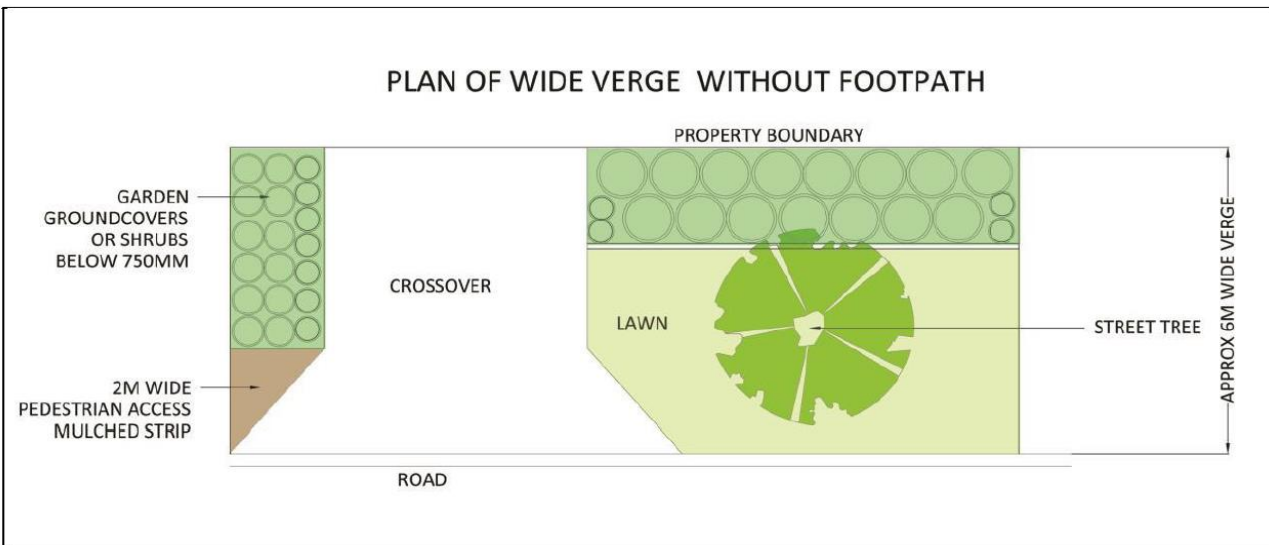 PLAN OF WIDE VERGE WITHOUT FOOTPATH
PROPERTY BOUNDARY
GARDEN
GROUNDCOVERS
OR SHRUBS
BELOW 750MM
CROSSOVER
LAWN
STREET TREE
APPROX 6M WIDE VERGE
2M WIDE
PEDESTRIAN ACCESS
MULCHED STRIP
ROAD